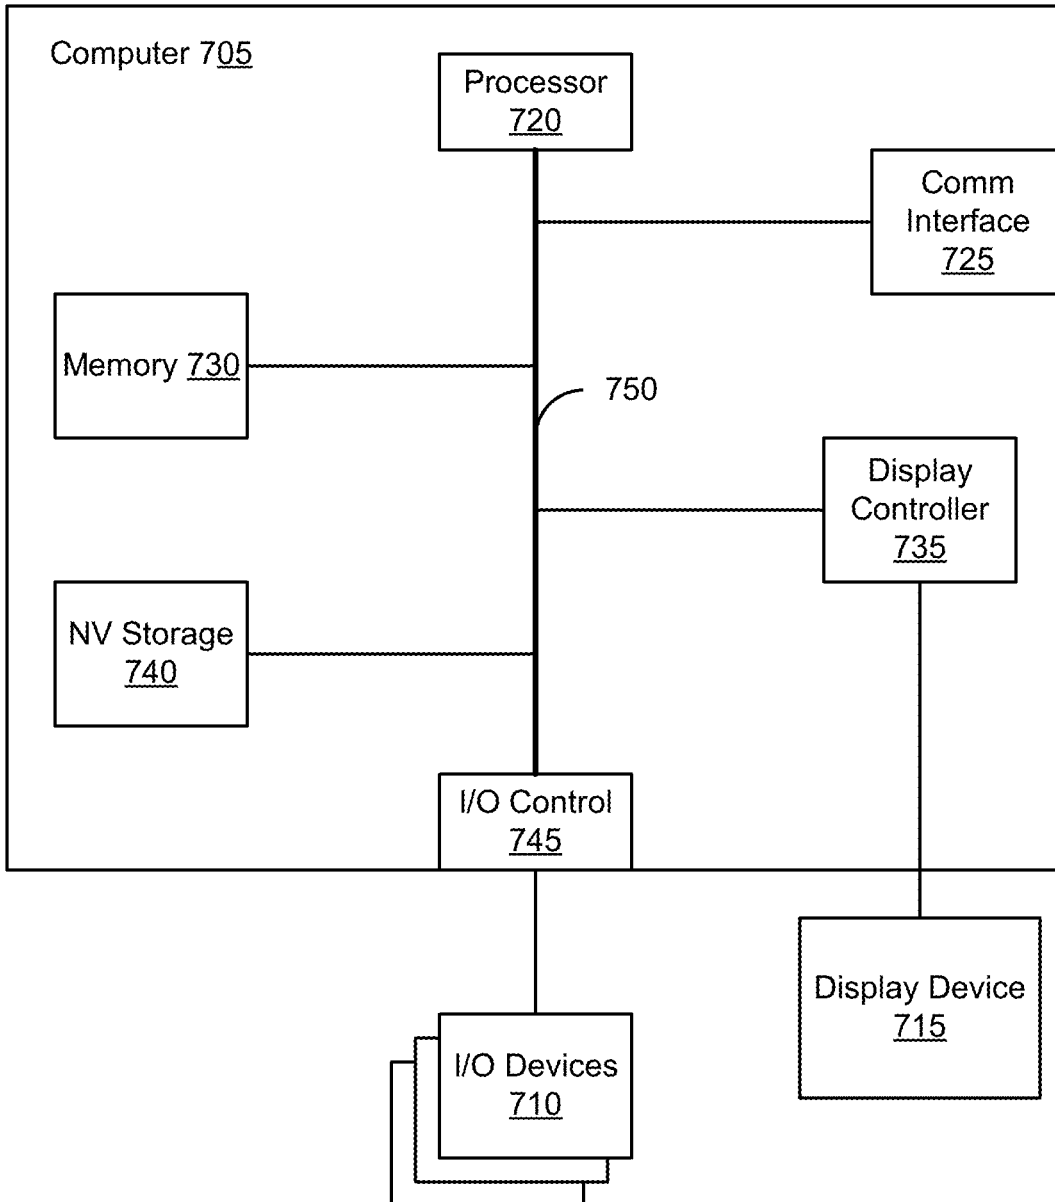 Computer 705
Processor
720
Comm
Interface
725
Memory 730
750
Display
Controller
735
NV Storage
740
I/O Control
745
Display Device
715
I/O Devices
710